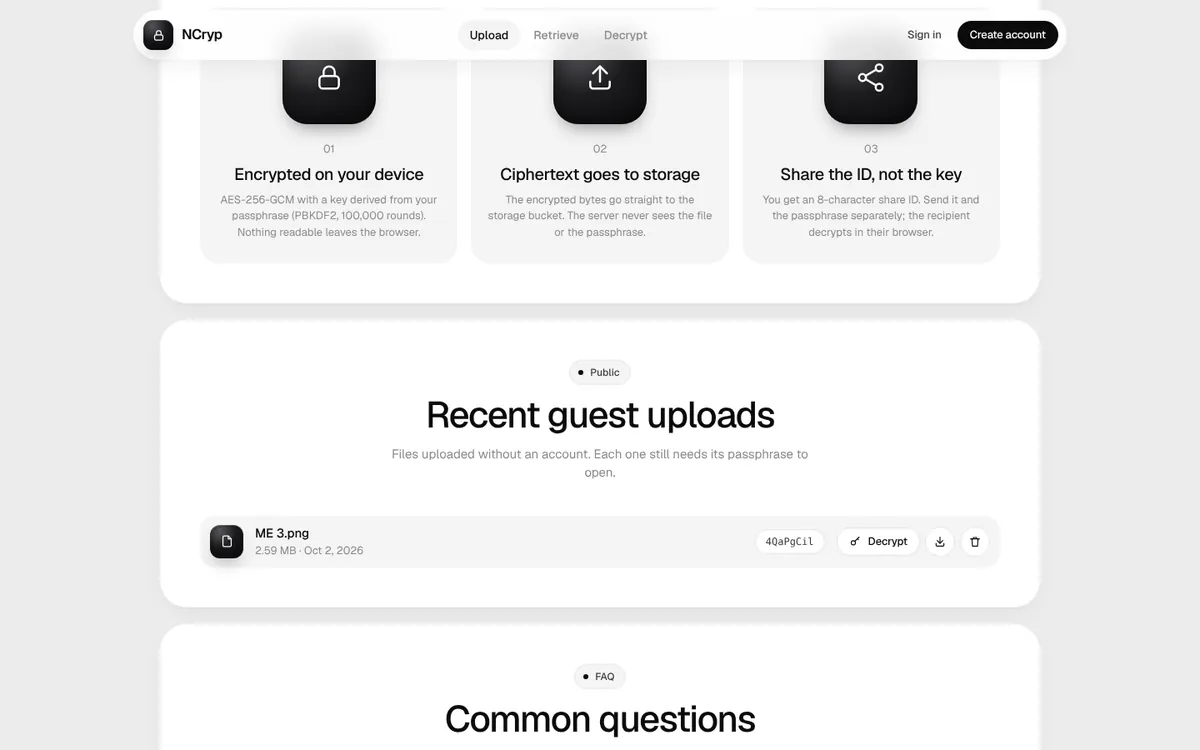 NCryp
Upload
Retrieve
Decrypt
Sign in
Create account
01
Encrypted on your device
AES-256-GCM with a key derived from your
passphrase (PBKDF2, 100,000 rounds).
Nothing readable leaves the browser.
02
Ciphertext goes to storage
The encrypted bytes go straight to the
storage bucket. The server never sees the file
or the passphrase.
03
Share the ID, not the key
You get an 8-character share ID. Send it and
the passphrase separately; the recipient
decrypts in their browser.
Public
Recent guest uploads
Files uploaded without an account. Each one still needs its passphrase to
open.
ME 3.png
2.59 MB · Oct 2, 2026
4QaPgCil
Decrypt
FAQ
Common questions